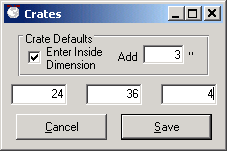 Crates
Crate Defaults
Enter Inside
Dimension
Add 3 "
24 36 4
Cancel Save